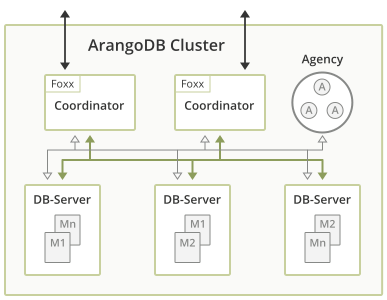 ArangoDB Cluster
Agency
Foxx
Coordinator
Foxx
Coordinator
A
A
A
DB-Server
Mn
M1
DB-Server
M1
M2
DB-Server
M2
Mn